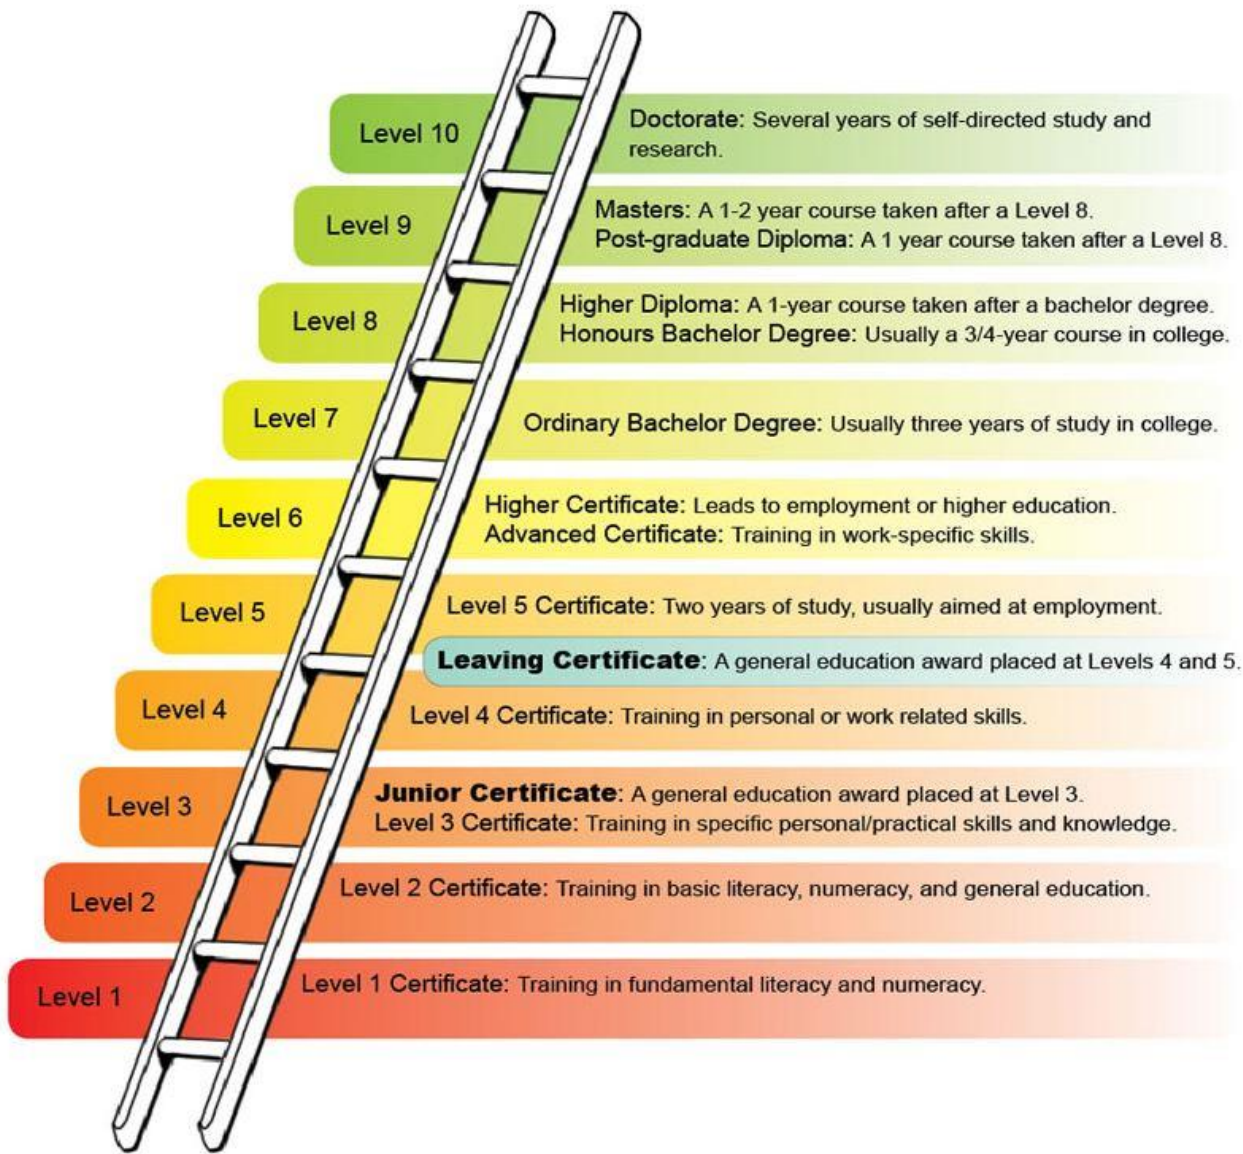 Level 10
Doctorate: Several years of self-directed study and
research.
Level 9
Masters: A 1-2 year course taken after a Level 8.
Post-graduate Diploma: A 1 year course taken after a Level 8.
Level 8
Higher Diploma: A 1-year course taken after a bachelor degree.
Honours Bachelor Degree: Usually a 3/4-year course in college.
Level 7
Ordinary Bachelor Degree: Usually three years of study in college.
Level 6
Higher Certificate: Leads to employment or higher education.
Advanced Certificate: Training in work-specific skills.
Level 5
Level 5 Certificate: Two years of study, usually aimed at employment.
Leaving Certificate: A general education award placed at Levels 4 and 5.
Level 4
Level 4 Certificate: Training in personal or work related skills.
Level 3
Junior Certificate: A general education award placed at Level 3.
Level 3 Certificate: Training in specific personal/practical skills and knowledge.
Level 2
Level 2 Certificate: Training in basic literacy, numeracy, and general education.
Level 1
Level 1 Certificate: Training in fundamental literacy and numeracy.